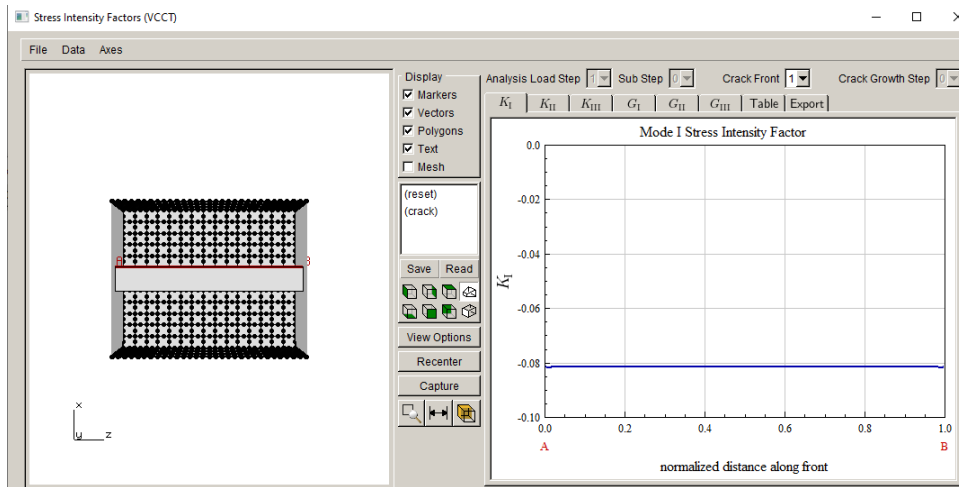 Stress Intensity Factors (VCCT)
File Data Axes
Display
Markers
Vectors
Polygons
Text
Mesh
(reset)
(crack)
Save Read
View Options
Recenter
Capture
A B
x
y z
Analysis Load Step 1 Sub Step 0 Crack Front 1 Crack Growth Step 0
KI KII KIII GI GII GIII Table Export
Mode I Stress Intensity Factor
0.0
-0.02
-0.04
-0.06
-0.08
-0.10
KI
0.0 0.2 0.4 0.6 0.8 1.0
A B
normalized distance along front